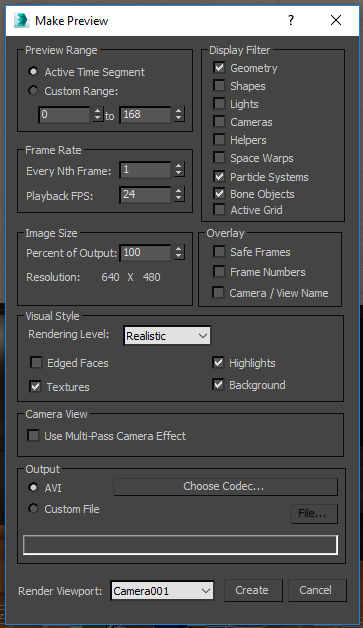 Make Preview
?
Preview Range
Active Time Segment
Custom Range:
0 to 168
Frame Rate
Every Nth Frame: 1
Playback FPS: 24
Image Size
Percent of Output: 100
Resolution: 640 X 480
Display Filter
Geometry
Shapes
Lights
Cameras
Helpers
Space Warps
Particle Systems
Bone Objects
Active Grid
Overlay
Safe Frames
Frame Numbers
Camera / View Name
Visual Style
Rendering Level: Realistic
Edged Faces
Highlights
Textures
Background
Camera View
Use Multi-Pass Camera Effect
Output
AVI
Choose Codec...
Custom File
File...
Render Viewport: Camera001
Create
Cancel